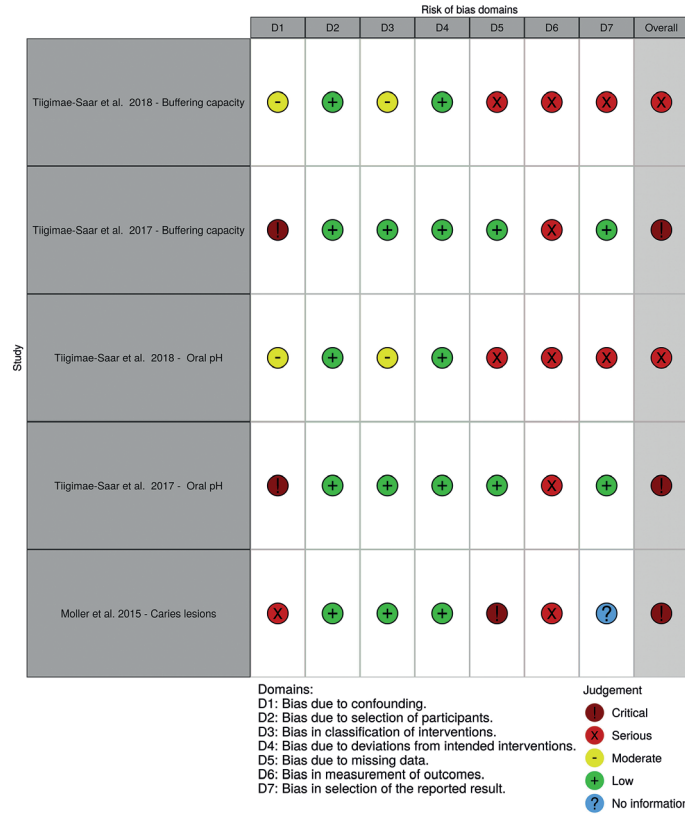 Risk of bias domains
D1 D2 D3 D4 D5 D6 D7 Overall
Study
Tiigimae-Saar et al. 2018 - Buffering capacity - + - + X X X X
Tiigimae-Saar et al. 2017 - Buffering capacity ! + + + + X + !
Tiigimae-Saar et al. 2018 - Oral pH - + - + X X X X
Tiigimae-Saar et al. 2017 - Oral pH ! + + + + X + !
Moller et al. 2015 - Caries lesions X + + + ! X ? !
Domains:
D1: Bias due to confounding.
D2: Bias due to selection of participants.
D3: Bias in classification of interventions.
D4: Bias due to deviations from intended interventions.
D5: Bias due to missing data.
D6: Bias in measurement of outcomes.
D7: Bias in selection of the reported result.
Judgement
! Critical
X Serious
- Moderate
+ Low
? No information